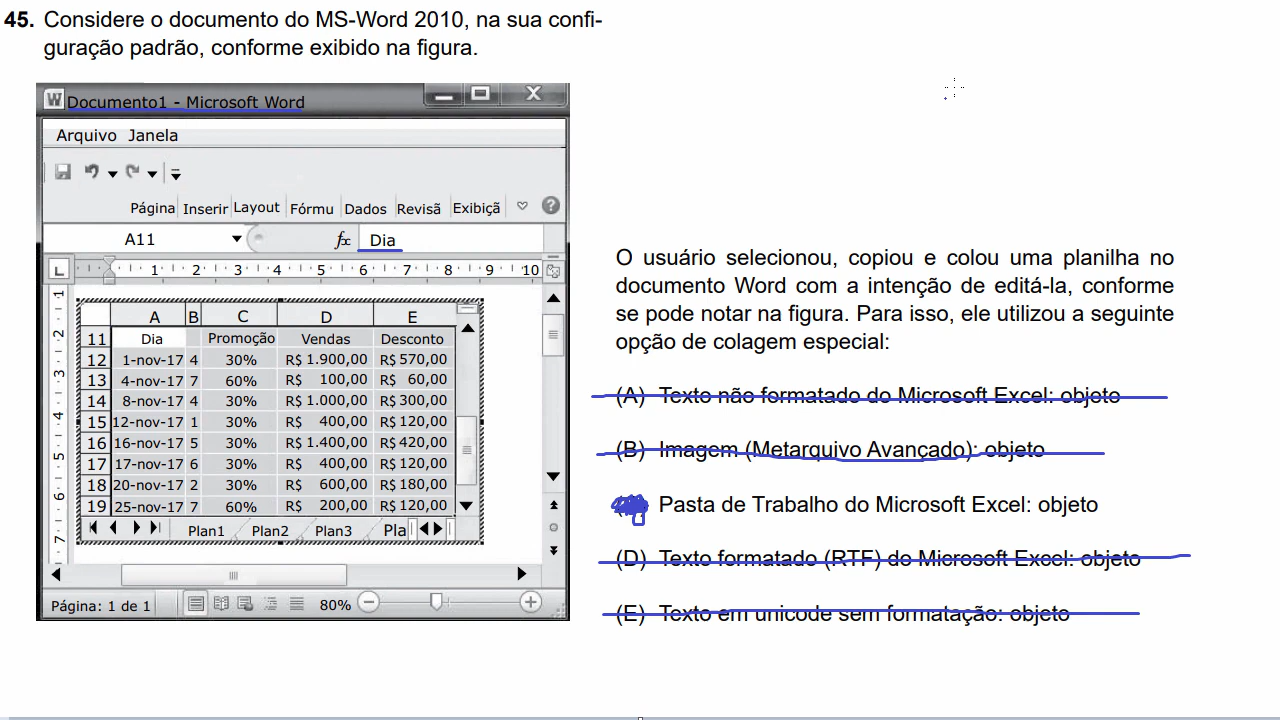 45. Considere o documento do MS-Word 2010, na sua confi-
guração padrão, conforme exibido na figura.
W Documento1 - Microsoft Word
Arquivo Janela
Página Inserir Layout Fórmu Dados Revisã Exibiçã
A11 fx Dia
L 1 2 3 4 5 6 7 8 9 10
1 2 3 4 5 6 7
A B C D E
11 Dia Promoção Vendas Desconto
12 1-nov-17 4 30% R$ 1.900,00 R$ 570,00
13 4-nov-17 7 60% R$ 100,00 R$ 60,00
14 8-nov-17 4 30% R$ 1.000,00 R$ 300,00
15 12-nov-17 1 30% R$ 400,00 R$ 120,00
16 16-nov-17 5 30% R$ 1.400,00 R$ 420,00
17 17-nov-17 6 30% R$ 400,00 R$ 120,00
18 20-nov-17 2 30% R$ 600,00 R$ 180,00
19 25-nov-17 7 60% R$ 200,00 R$ 120,00
Plan1 Plan2 Plan3 Pla
Página: 1 de 1 80%
O usuário selecionou, copiou e colou uma planilha no
documento Word com a intenção de editá-la, conforme
se pode notar na figura. Para isso, ele utilizou a seguinte
opção de colagem especial:
(A) Texto não formatado do Microsoft Excel: objeto
(B) Imagem (Metarquivo Avançado): objeto
Pasta de Trabalho do Microsoft Excel: objeto
(D) Texto formatado (RTF) do Microsoft Excel: objeto
(E) Texto em unicode sem formatação: objeto